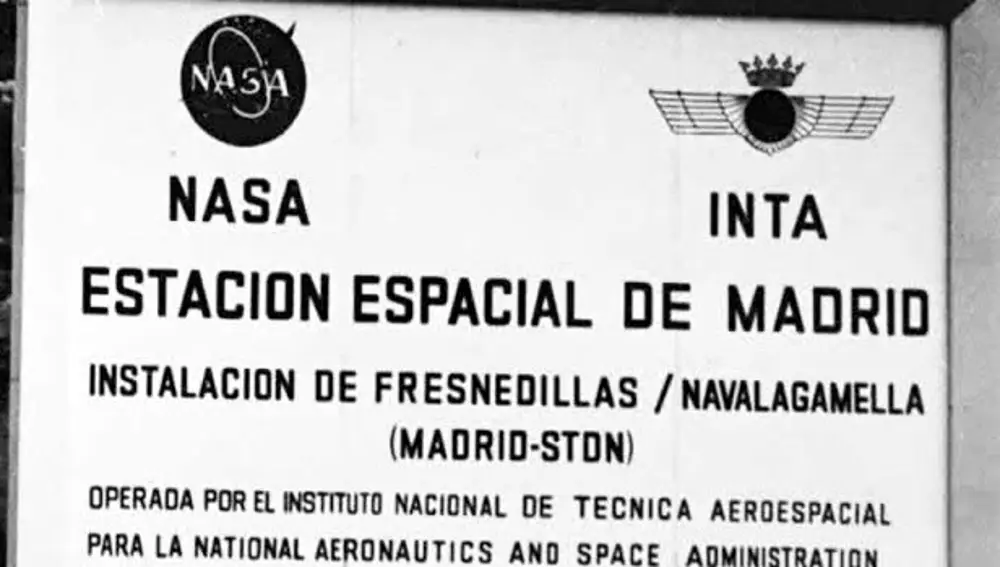 NASA
NASA INTA
ESTACION ESPACIAL DE MADRID
INSTALACION DE FRESNEDILLAS / NAVALAGAMELLA
(MADRID-STDN)
OPERADA POR EL INSTITUTO NACIONAL DE TECNICA AEROESPACIAL
PARA LA NATIONAL AERONAUTICS AND SPACE ADMINISTRATION